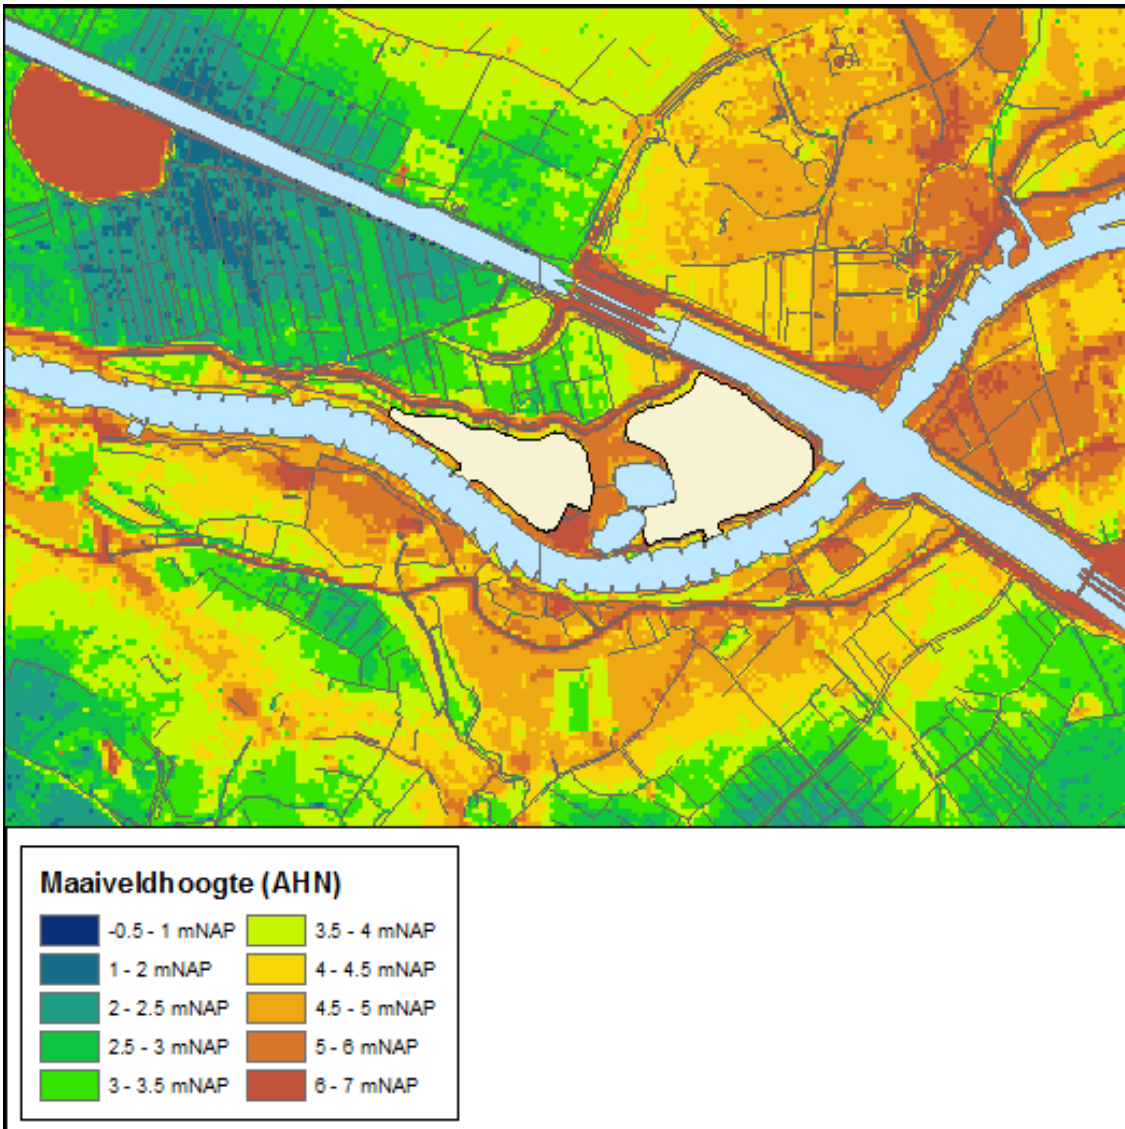 Maaiveldhoogte (AHN)
-0.5 - 1 mNAP
1 - 2 mNAP
2 - 2.5 mNAP
2.5 - 3 mNAP
3 - 3.5 mNAP
3.5 - 4 mNAP
4 - 4.5 mNAP
4.5 - 5 mNAP
5 - 6 mNAP
6 - 7 mNAP